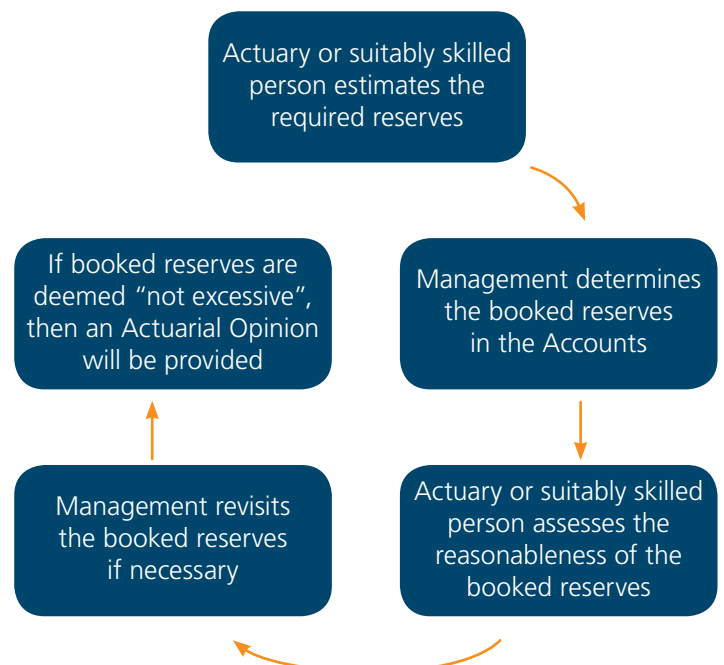 Actuary or suitably skilled
person estimates the
required reserves
Management determines
the booked reserves
in the Accounts
Actuary or suitably skilled
person assesses the
reasonableness of the
booked reserves
Management revisits
the booked reserves
if necessary
If booked reserves are
deemed “not excessive”,
then an Actuarial Opinion
will be provided